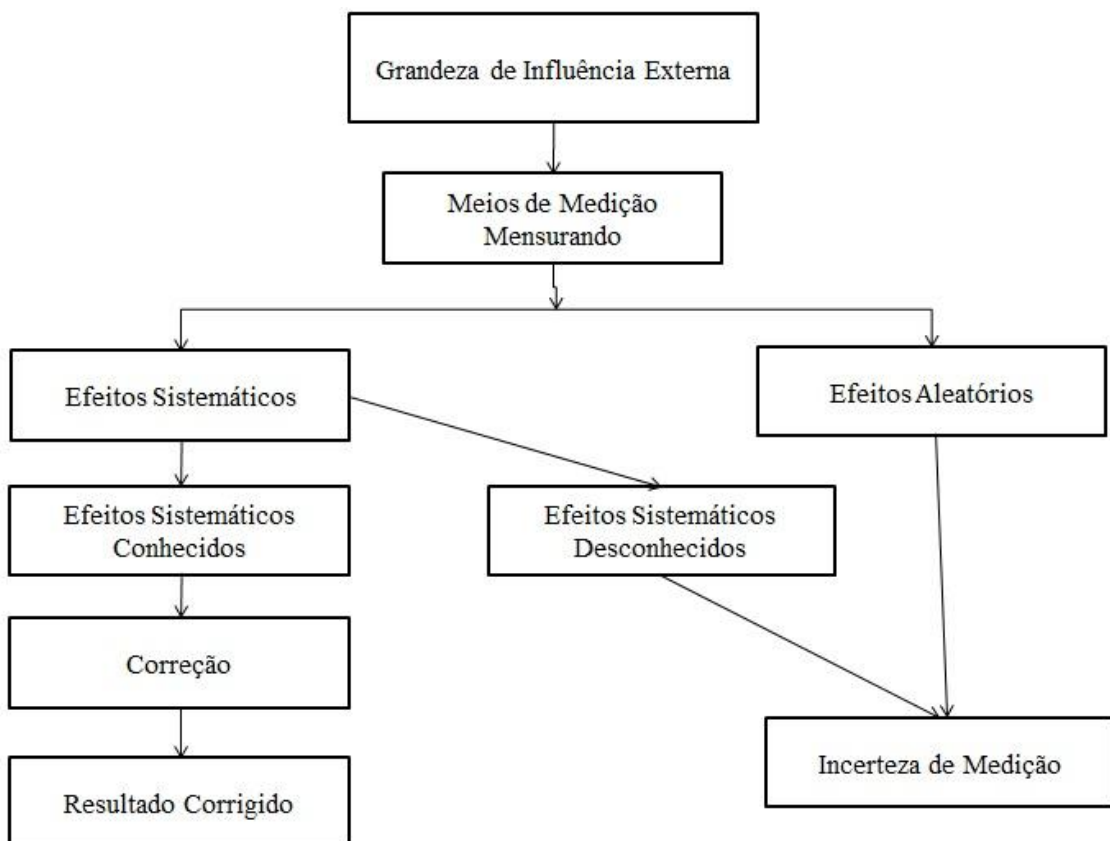 Grandeza de Influência Externa
Meios de Medição
Mensurando
Efeitos Sistemáticos
Efeitos Aleatórios
Efeitos Sistemáticos
Conhecidos
Efeitos Sistemáticos
Desconhecidos
Correção
Incerteza de Medição
Resultado Corrigido